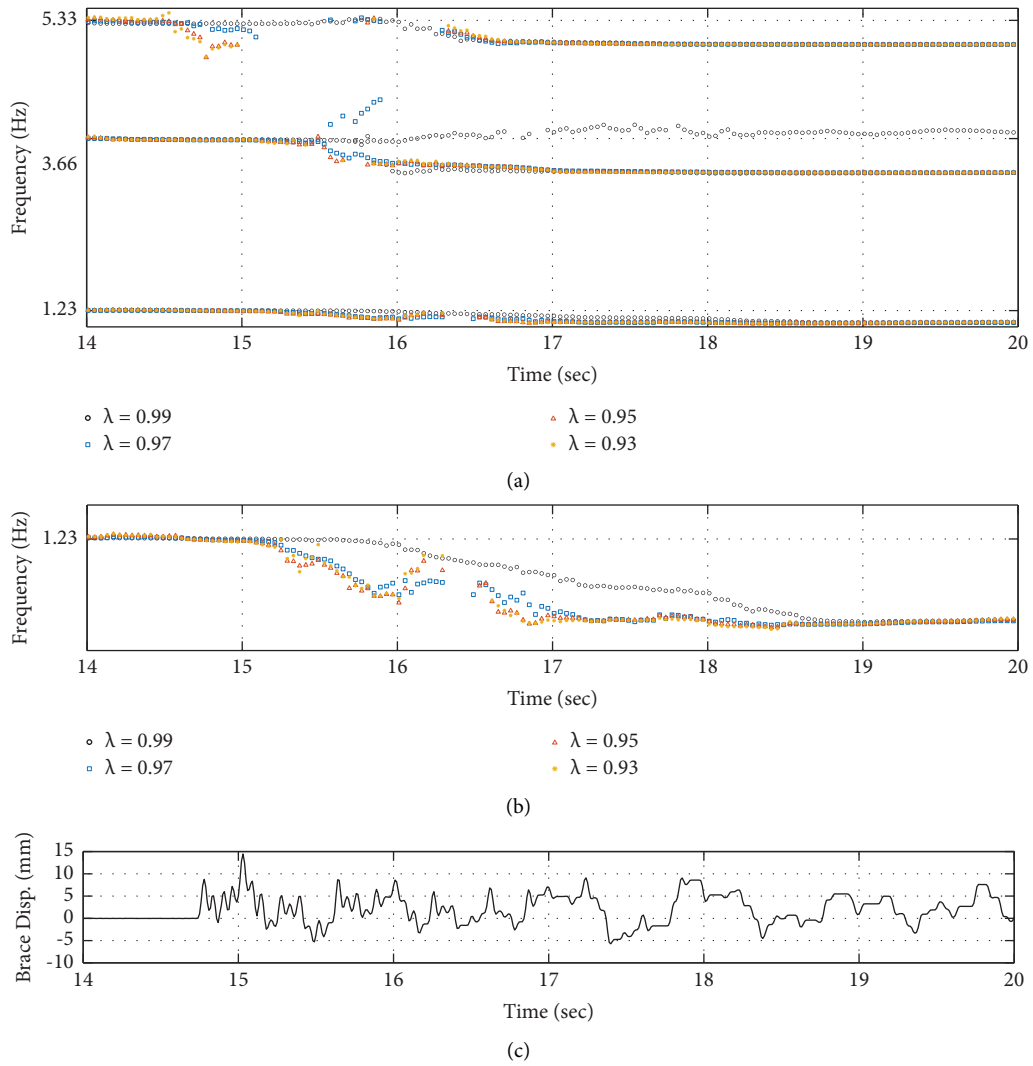 5.33
3.66
1.23
Frequency (Hz)
14 15 16 17 18 19 20
Time (sec)
λ = 0.99
λ = 0.97
λ = 0.95
λ = 0.93
(a)
1.23
Frequency (Hz)
14 15 16 17 18 19 20
Time (sec)
λ = 0.99
λ = 0.97
λ = 0.95
λ = 0.93
(b)
15
10
5
0
-5
-10
Brace Disp. (mm)
14 15 16 17 18 19 20
Time (sec)
(c)